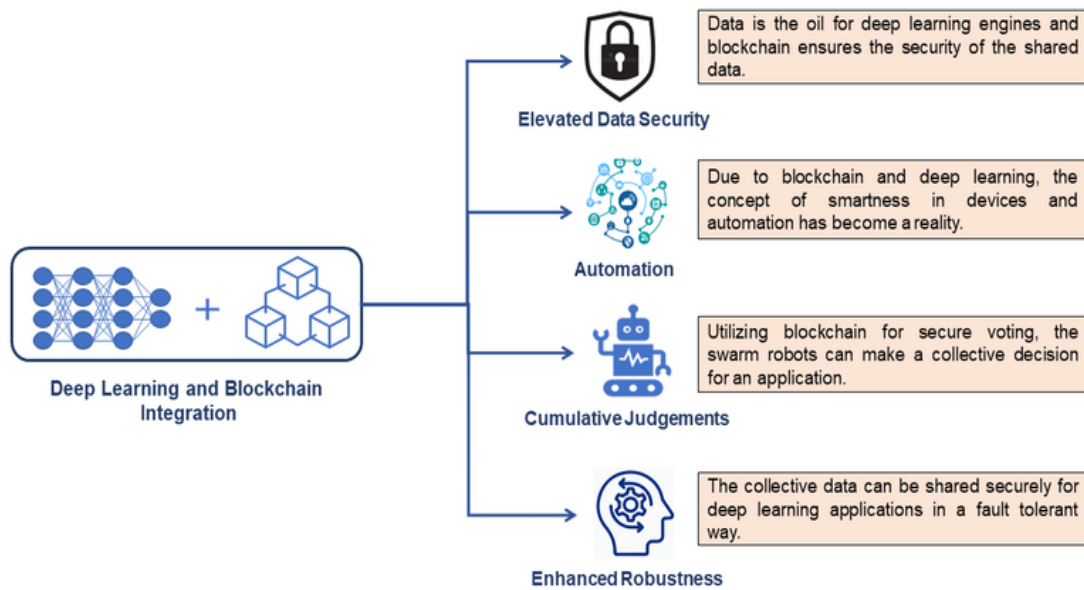 Data is the oil for deep learning engines and
blockchain ensures the security of the shared
data.
Elevated Data Security
Due to blockchain and deep learning, the
concept of smartness in devices and
automation has become a reality.
Automation
+
Deep Learning and Blockchain
Integration
Utilizing blockchain for secure voting, the
swarm robots can make a collective decision
for an application.
Cumulative Judgements
The collective data can be shared securely for
deep learning applications in a fault tolerant
way.
Enhanced Robustness